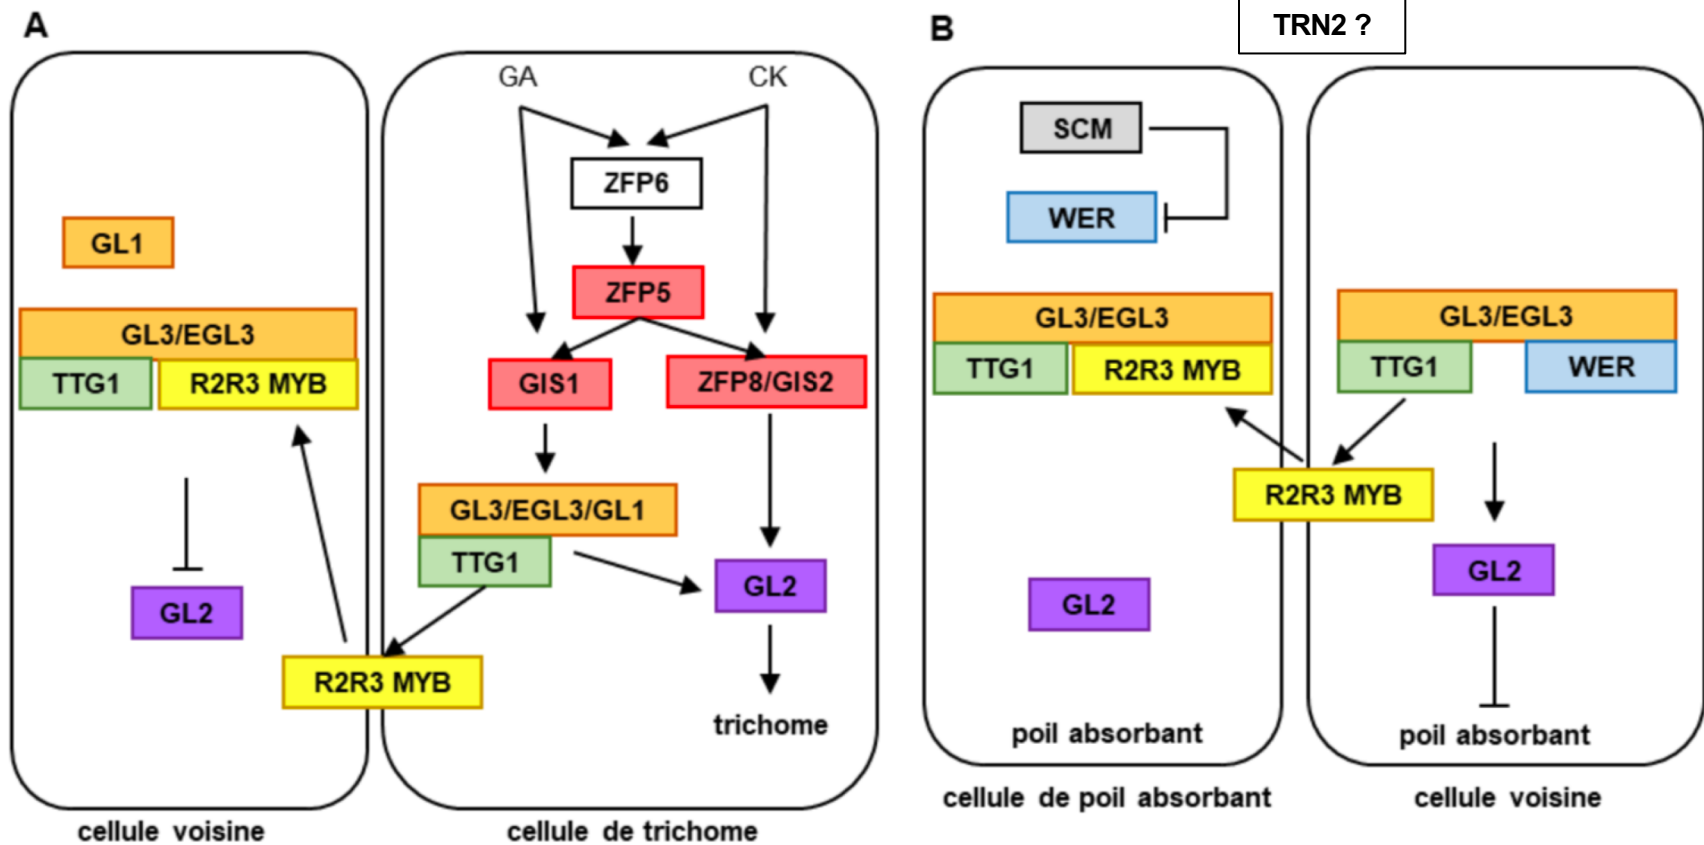 A
GA
CK
ZFP6
GL1
ZFP5
GL3/EGL3
TTG1
R2R3 MYB
GIS1
ZFP8/GIS2
GL3/EGL3/GL1
TTG1
GL2
GL2
R2R3 MYB
trichome
cellule voisine
cellule de trichome
B
TRN2 ?
SCM
WER
GL3/EGL3
TTG1
R2R3 MYB
GL3/EGL3
TTG1
WER
R2R3 MYB
GL2
GL2
poil absorbant
poil absorbant
cellule de poil absorbant
cellule voisine